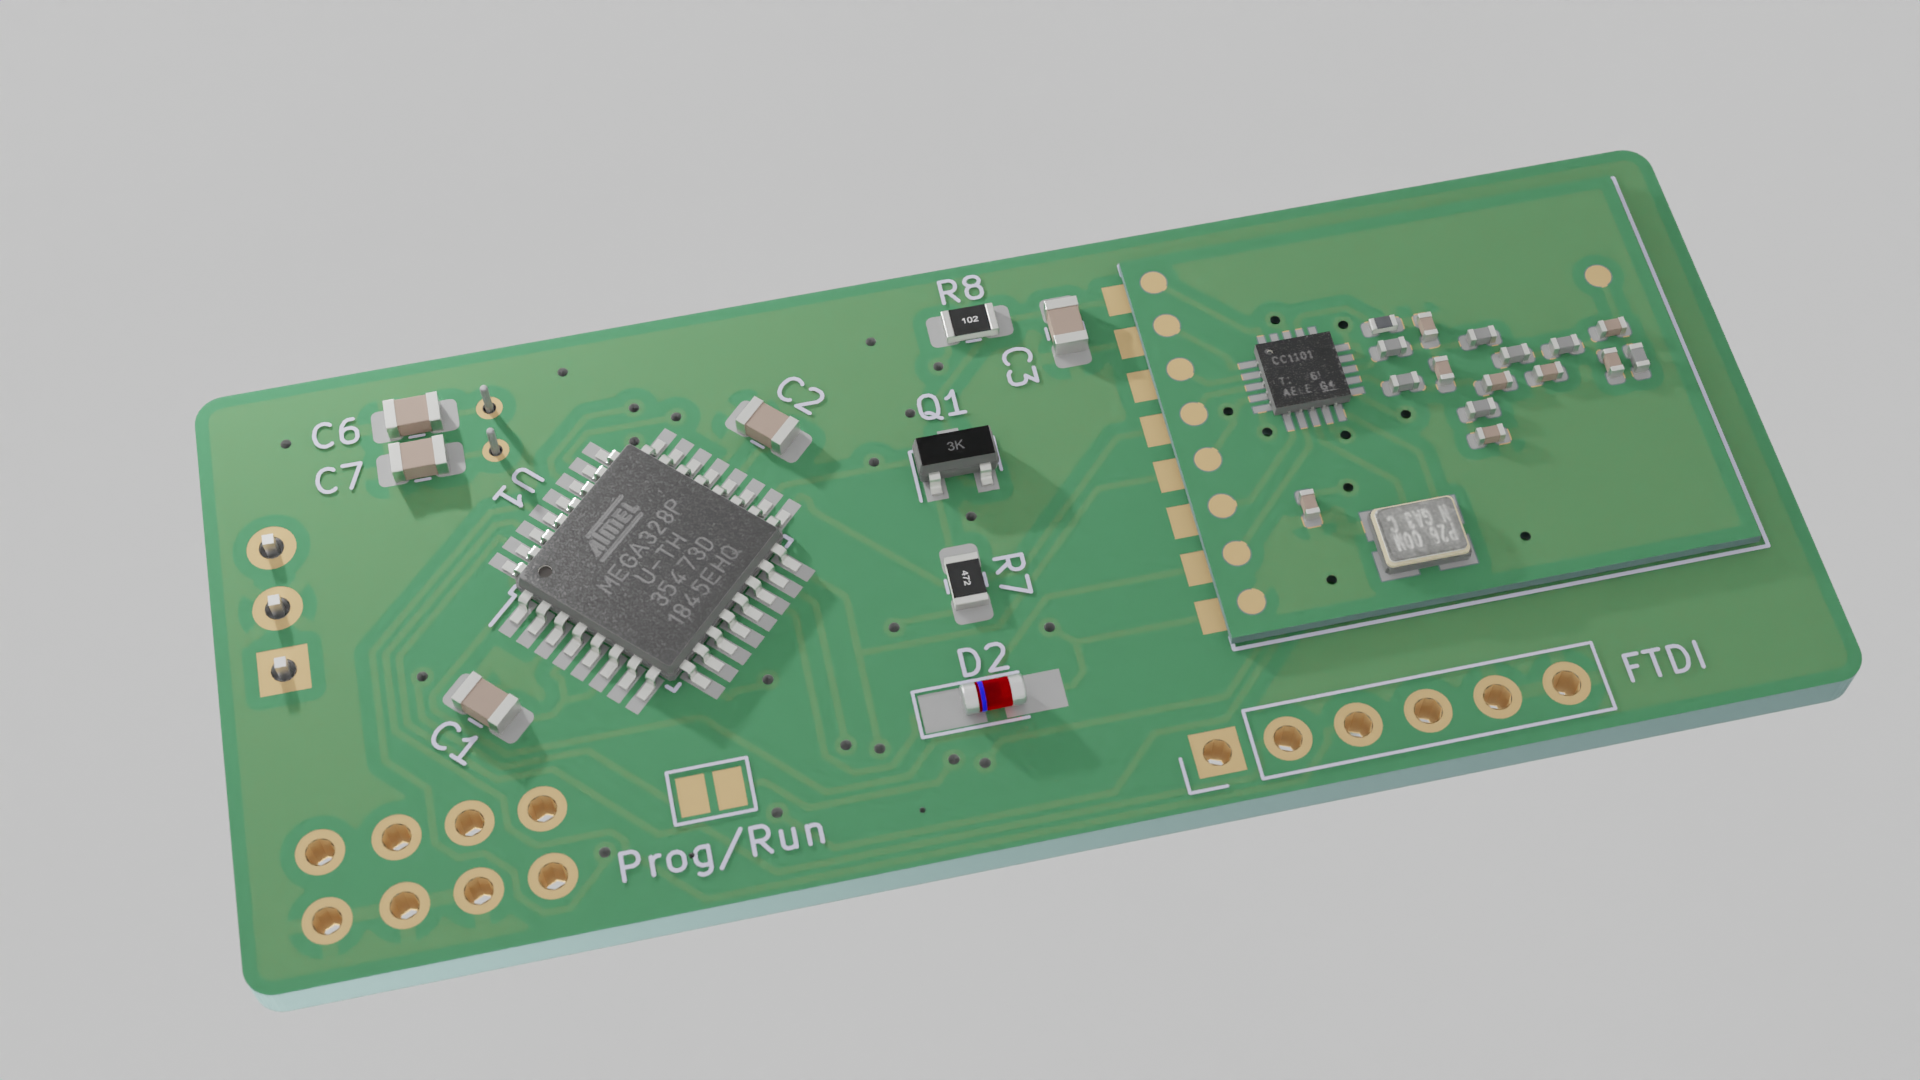 R8
102
C3
C6
C7
C2
Q1
3K
U1
ATMEL
MEGA328P
U-TH
35473D
1845EHQ
CC1101
472
R7
D2
C1
FTDI
Prog/Run